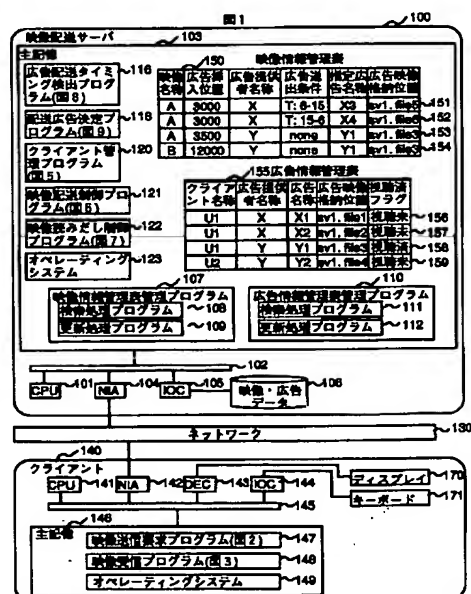 図1
100
映像配送サーバ
103
主記憶
広告配送タイミング検出プログラム(図8)
116
配送広告決定プログラム(図9)
118
クライアント管理プログラム(図5)
120
映像配送制御プログラム(図6)
121
映像読みだし制御プログラム(図7)
122
オペレーティングシステム
123
150
映像情報管理表
映像名称 広告挿入位置 広告提供者名称 広告送出条件 指定広告名称 広告映像格納位置
A 3000 X T: 6-15 X3 sv1.file5 151
A 3000 X T: 15-6 X4 152
A 3500 Y none Y1 sv1.file3 153
B 12000 Y none Y1 sv1.file3 154
155 広告情報管理表
クライアント名称 広告提供者名称 広告名称 広告映像格納位置 視聴済フラグ
U1 X X1 sv1.file1 視聴未 156
U1 X X2 sv1.file2 視聴未 157
U1 Y Y1 sv1.file3 視聴済 158
U2 Y Y2 sv1.file4 視聴未 159
107
映像情報管理表管理プログラム
検索処理プログラム 108
更新処理プログラム 109
110
広告情報管理表管理プログラム
検索処理プログラム 111
更新処理プログラム 112
102
CPU 101 NIA 104 IOC 105 映像・広告データ 106
ネットワーク 130
140
クライアント
CPU 141 NIA 142 DEC 143 IOC 144
ディスプレイ 170
キーボード 171
145
146
主記憶
映像送信要求プログラム(図2) 147
映像受信プログラム(図3) 148
オペレーティングシステム 149